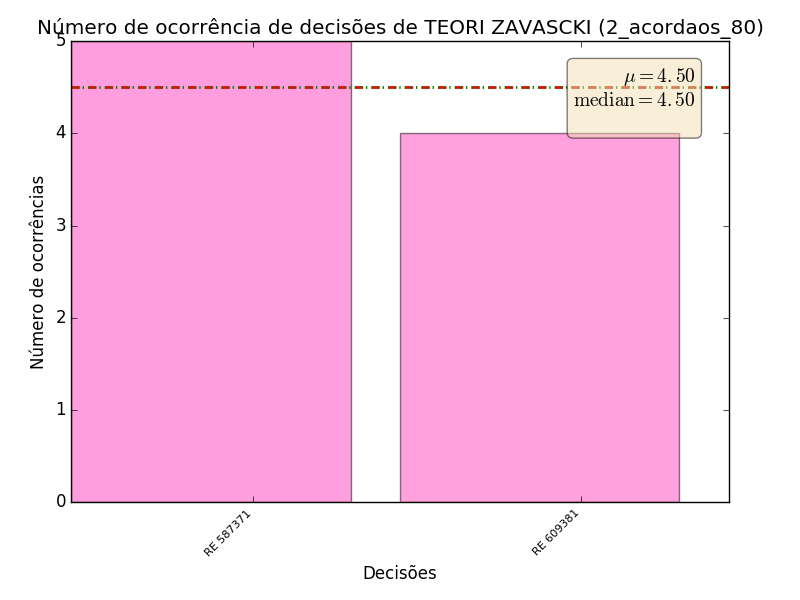 Número de ocorrência de decisões de TEORI ZAVASCKI (2_acordaos_80)
5
4
3
2
1
0
Número de ocorrências
μ = 4.50
median = 4.50
RE 587371
RE 609381
Decisões